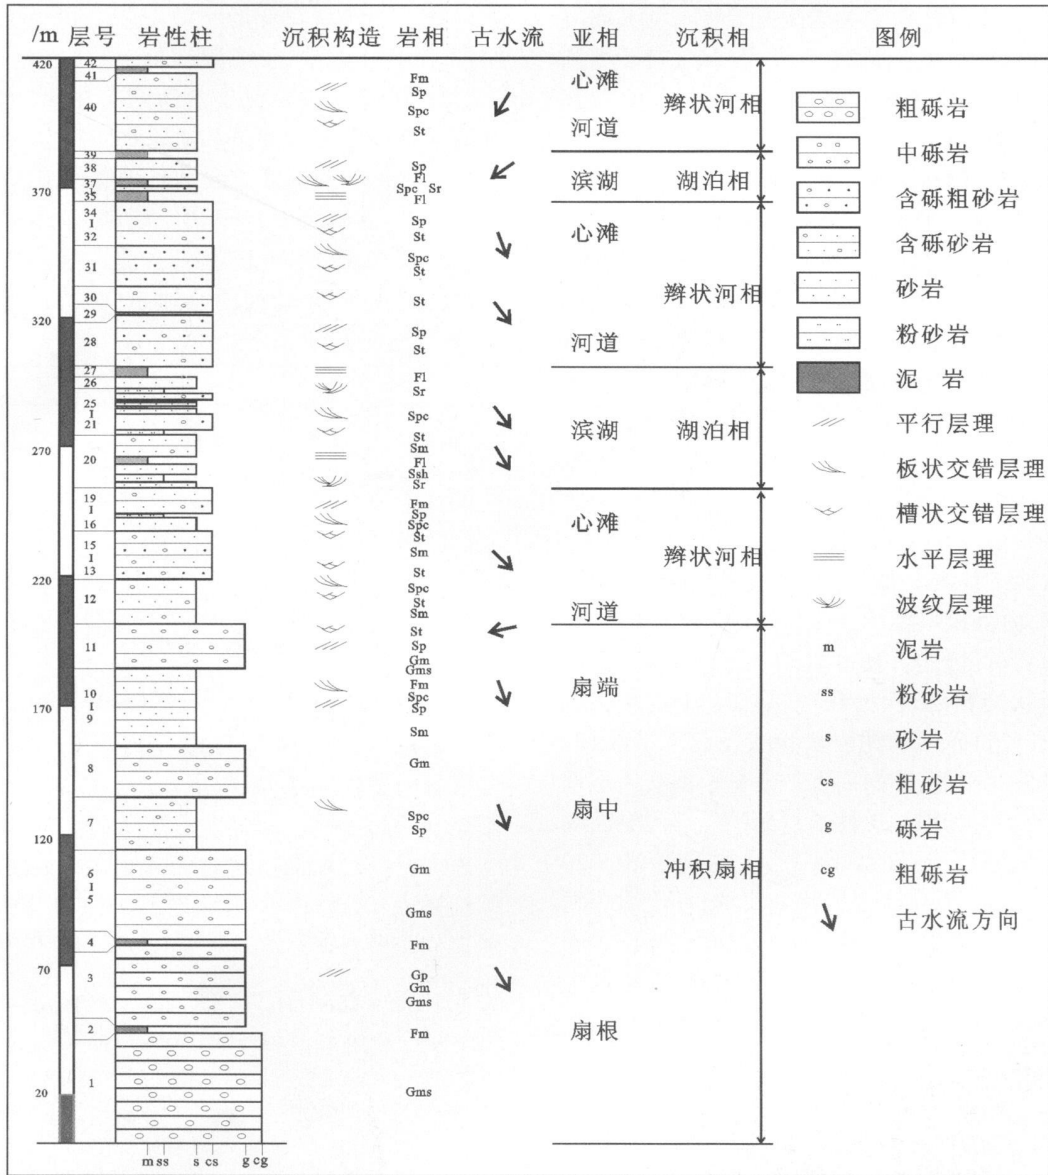 /m 层号 岩性柱 沉积构造 岩相 古水流 亚相 沉积相 图例
420 42
41 Fm 心滩
40 Sp
Spc 辫状河相 粗砾岩
St 河道
中砾岩
39
38 Sp
370 37 Fl 滨湖 湖泊相
I Spc Sr 含砾粗砂岩
35 Fl
34 Sp
I 心滩
32 St 含砾砂岩
31 Spc
St
30 St 辫状河相 砂岩
320 29
28 Sp 粉砂岩
St 河道
27 Fl 泥 岩
26 Sr
25
I Spc 平行层理
21 St 滨湖 湖泊相
270 Sm
20 Fl 板状交错层理
Ssh
Sr
19 Fm
I Sp 槽状交错层理
16 Spc 心滩
St
15 Sm 辫状河相 水平层理
I
13 St
220 Spc
12 St 波纹层理
Sm 河道
St
11 Sp m 泥岩
Gm
Gms
10 Fm 扇端 ss 粉砂岩
I Spc
170 9 Sp
Sm s 砂岩
8 Gm
cs 粗砂岩
7 Spc 扇中
120 Sp g 砾岩
6 Gm 冲积扇相 cg 粗砾岩
I
5
Gms 古水流方向
4 Fm
70 3 Gp
Gm
Gms
2 Fm 扇根
20 1 Gms
m ss s cs g cg